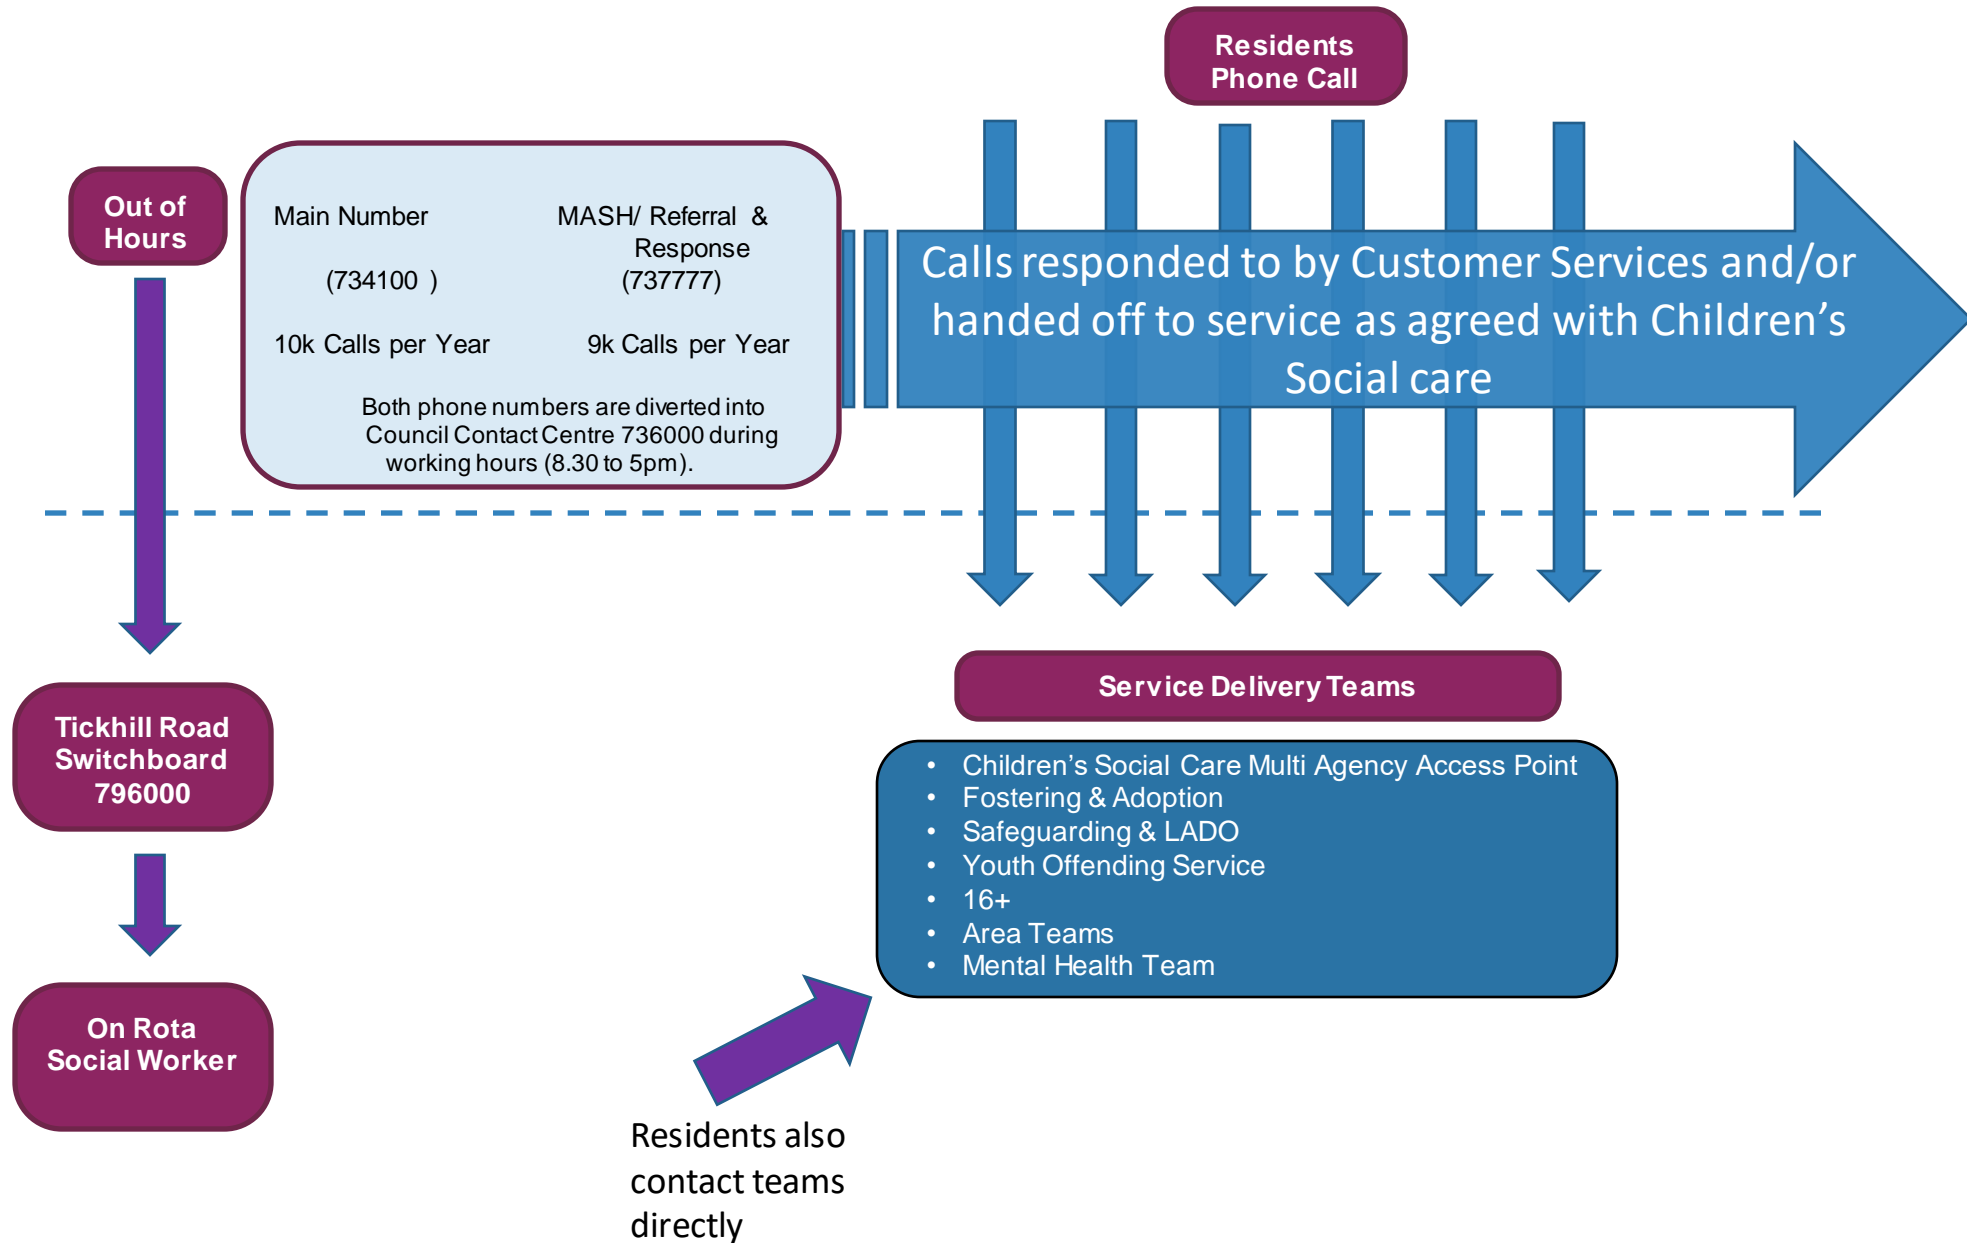 Residents
Phone Call
Out of
Hours
Main Number
(734100 )
10k Calls per Year
MASH/ Referral &
Response
(737777)
9k Calls per Year
Both phone numbers are diverted into
Council Contact Centre 736000 during
working hours (8.30 to 5pm).
Calls responded to by Customer Services and/or
handed off to service as agreed with Children’s
Social care
Tickhill Road
Switchboard
796000
On Rota
Social Worker
Service Delivery Teams
• Children’s Social Care Multi Agency Access Point
• Fostering & Adoption
• Safeguarding & LADO
• Youth Offending Service
• 16+
• Area Teams
• Mental Health Team
Residents also
contact teams
directly